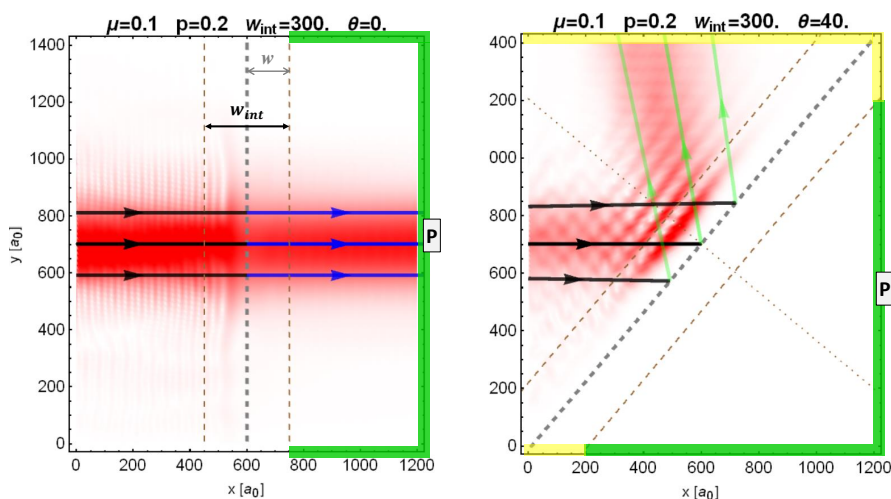 μ=0.1 p=0.2 w_int=300. θ=0.
1400
1200
1000
800
600
400
200
0
y [a₀]
w
w_int
P
0 200 400 600 800 1000 1200
x [a₀]
μ=0.1 p=0.2 w_int=300. θ=40.
400
200
000
800
600
400
200
0
P
0 200 400 600 800 1000 1200
x [a₀]